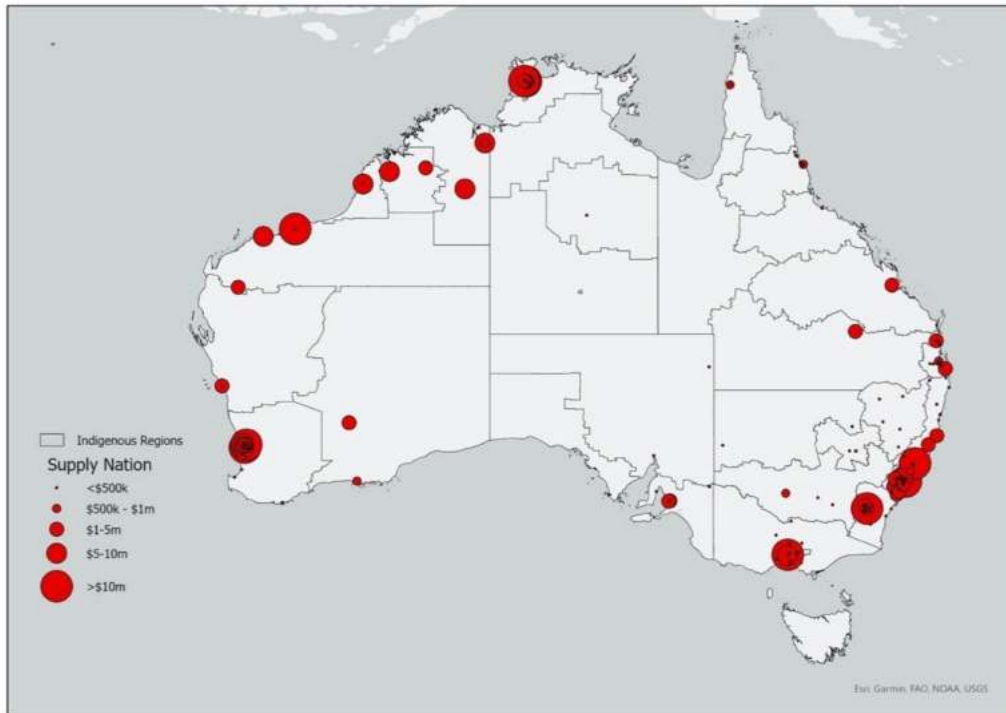 Indigenous Regions
Supply Nation
<$500k
$500k - $1m
$1-5m
$5-10m
>$10m
Esri, Garmin, FAO, NOAA, USGS